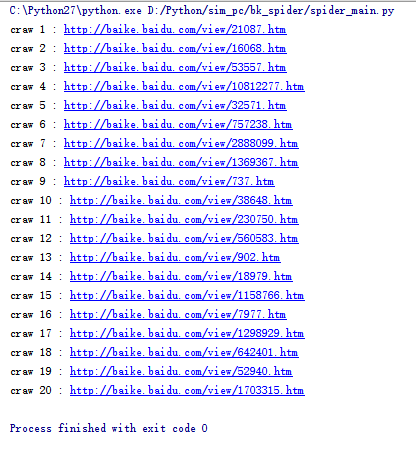 C:\Python27\python.exe D:/Python/sim_pc/bk_spider/spider_main.py
craw 1 : http://baike.baidu.com/view/21087.htm
craw 2 : http://baike.baidu.com/view/16068.htm
craw 3 : http://baike.baidu.com/view/53557.htm
craw 4 : http://baike.baidu.com/view/10812277.htm
craw 5 : http://baike.baidu.com/view/32571.htm
craw 6 : http://baike.baidu.com/view/757238.htm
craw 7 : http://baike.baidu.com/view/2888099.htm
craw 8 : http://baike.baidu.com/view/1369367.htm
craw 9 : http://baike.baidu.com/view/737.htm
craw 10 : http://baike.baidu.com/view/38648.htm
craw 11 : http://baike.baidu.com/view/230750.htm
craw 12 : http://baike.baidu.com/view/560583.htm
craw 13 : http://baike.baidu.com/view/902.htm
craw 14 : http://baike.baidu.com/view/18979.htm
craw 15 : http://baike.baidu.com/view/1158766.htm
craw 16 : http://baike.baidu.com/view/7977.htm
craw 17 : http://baike.baidu.com/view/1298929.htm
craw 18 : http://baike.baidu.com/view/642401.htm
craw 19 : http://baike.baidu.com/view/52940.htm
craw 20 : http://baike.baidu.com/view/1703315.htm
Process finished with exit code 0